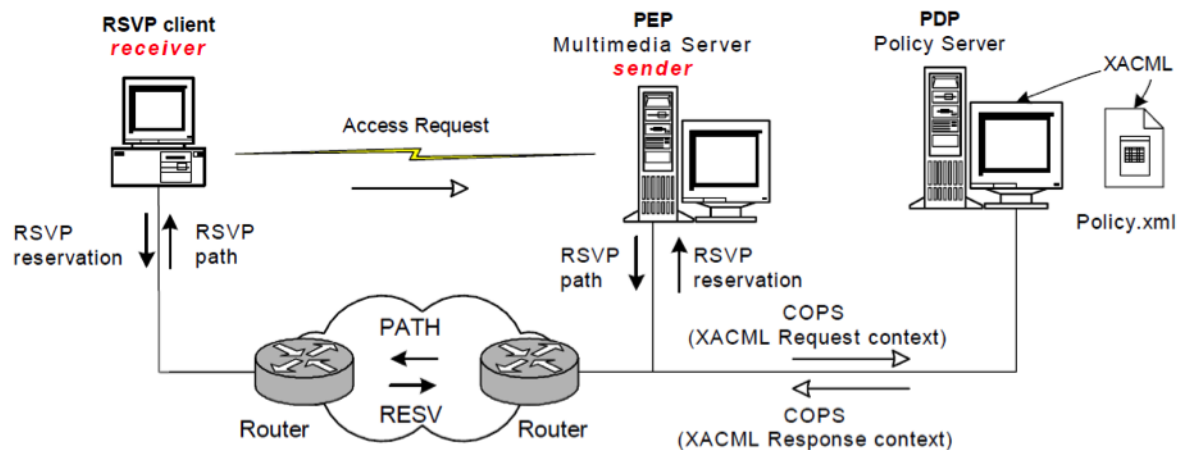 RSVP client
receiver
PEP
Multimedia Server
sender
PDP
Policy Server
XACML
Access Request
Policy.xml
RSVP
reservation
RSVP
path
RSVP
path
RSVP
reservation
COPS
(XACML Request context)
PATH
RESV
Router
Router
COPS
(XACML Response context)